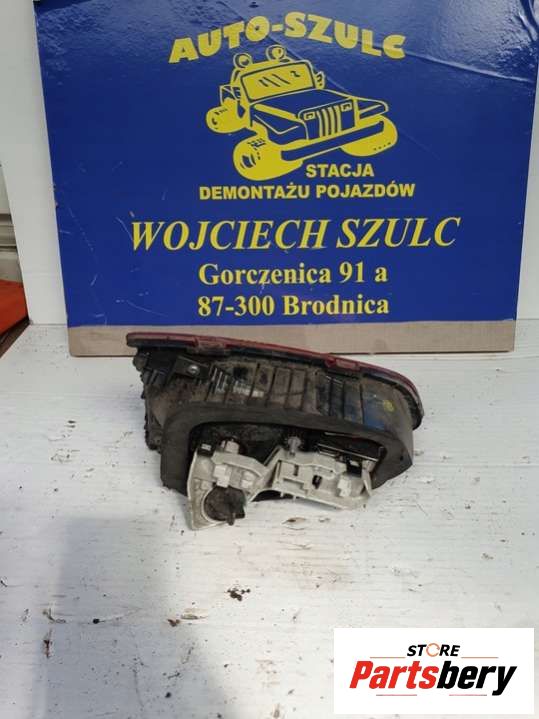 AUTO-SZULC
STACJA
DEMONTAŻU POJAZDÓW
WOJCIECH SZULC
Gorczenica 91 a
87-300 Brodnica
STORE
Partsbery